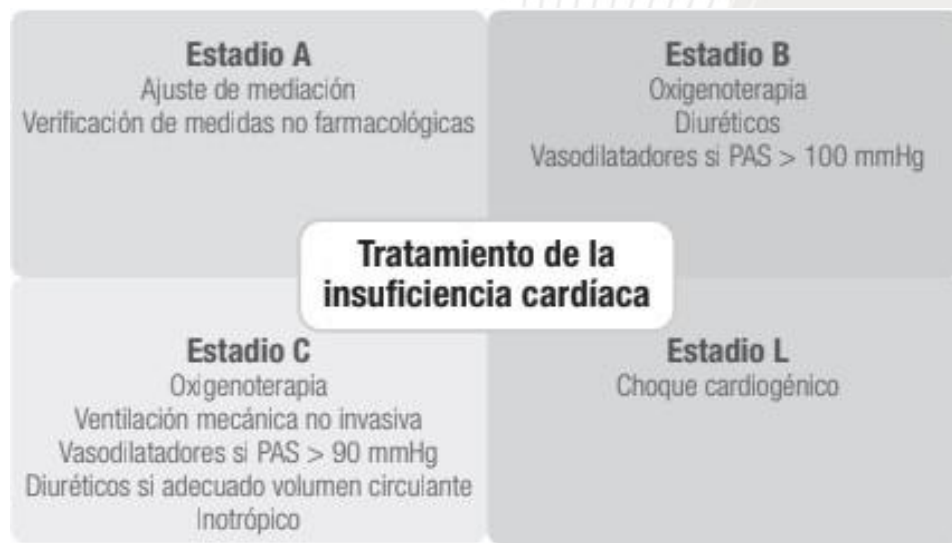 Estadio A
Ajuste de mediación
Verificación de medidas no farmacológicas
Estadio B
Oxigenoterapia
Diuréticos
Vasodilatadores si PAS > 100 mmHg
Tratamiento de la
insuficiencia cardíaca
Estadio C
Oxigenoterapia
Ventilación mecánica no invasiva
Vasodilatadores si PAS > 90 mmHg
Diuréticos si adecuado volumen circulante
Inotrópico
Estadio L
Choque cardiogénico